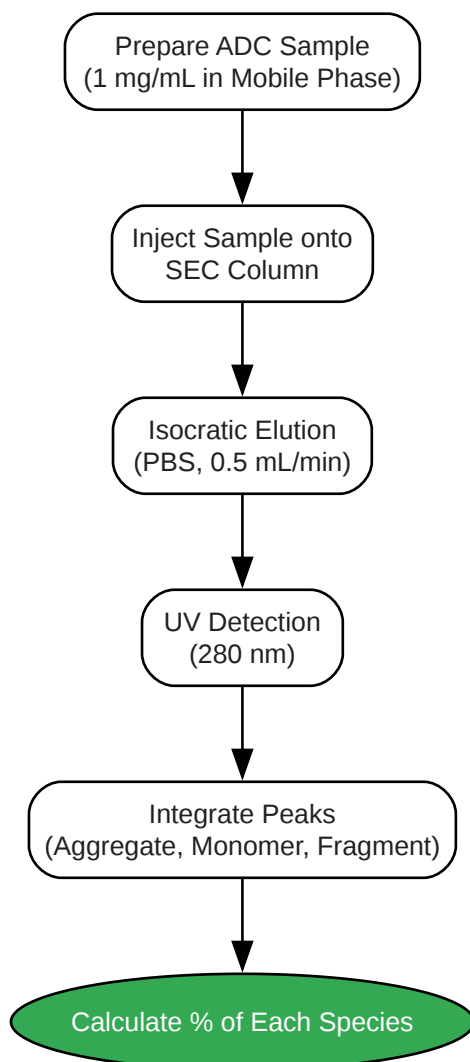 Prepare ADC Sample
(1 mg/mL in Mobile Phase)
Inject Sample onto
SEC Column
Isocratic Elution
(PBS, 0.5 mL/min)
UV Detection
(280 nm)
Integrate Peaks
(Aggregate, Monomer, Fragment)
Calculate % of Each Species